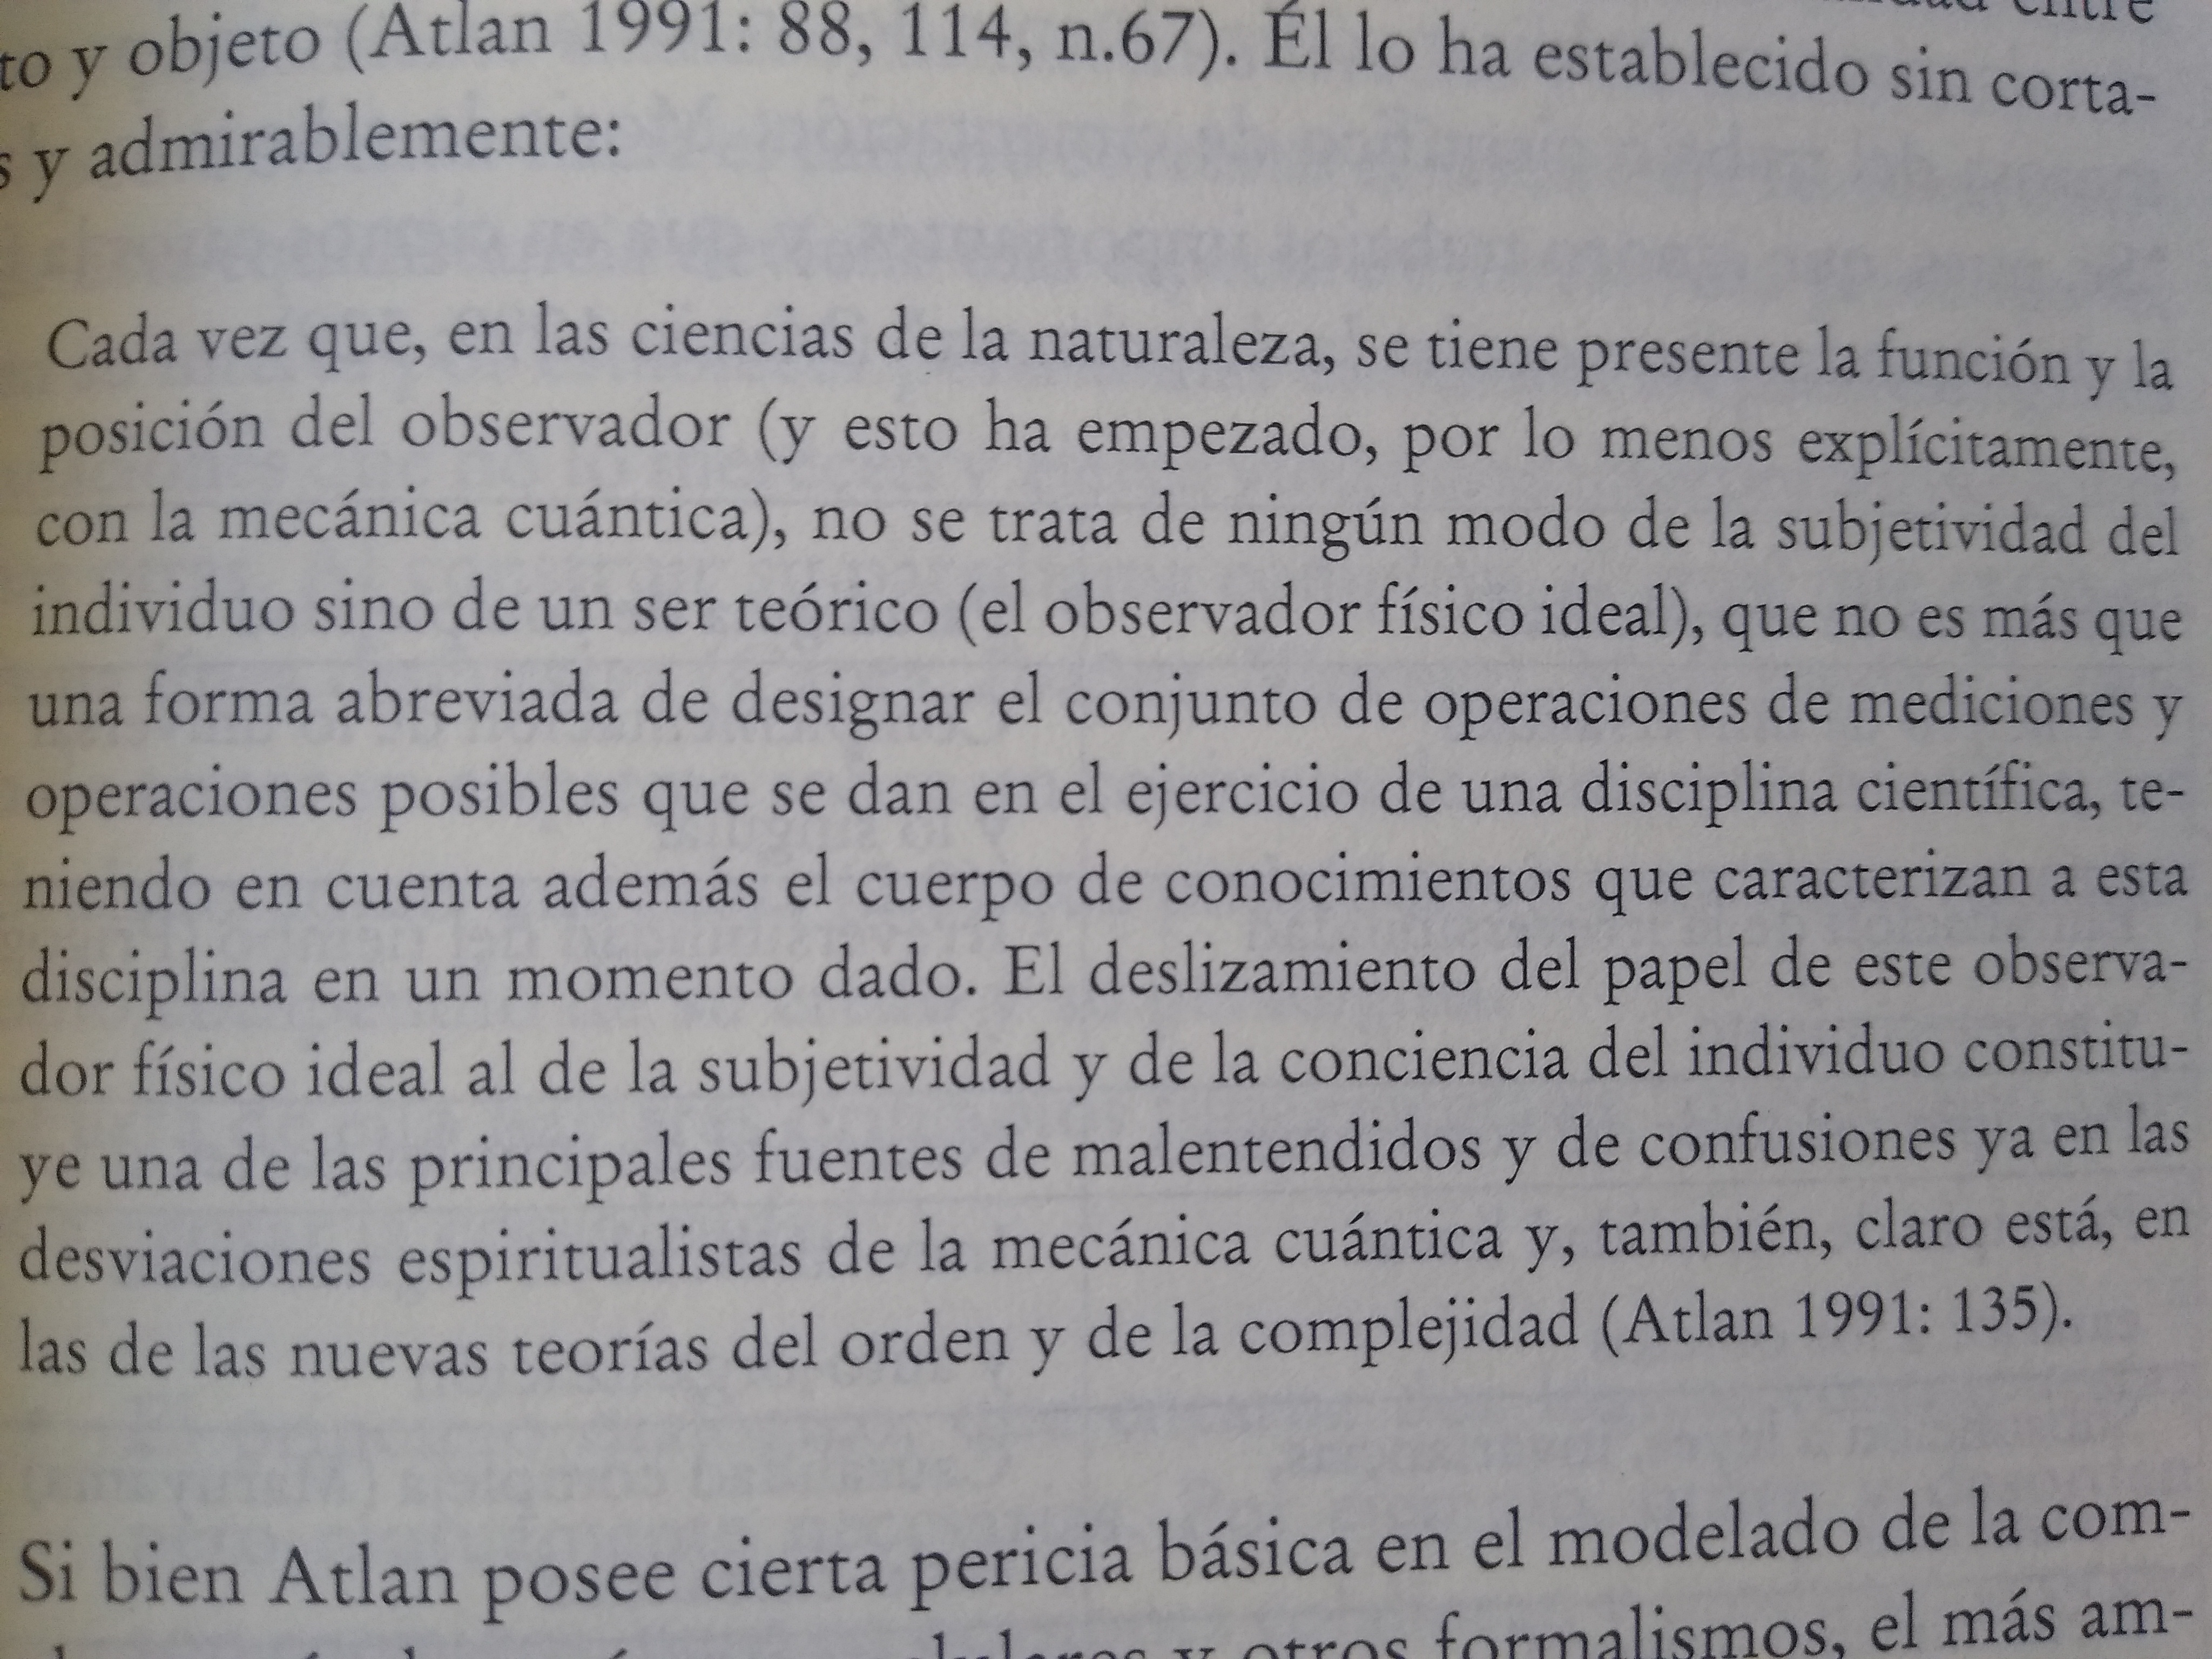 entre
to y objeto (Atlan 1991: 88, 114, n.67). Él lo ha establecido sin corta-
s y admirablemente:
Cada vez que, en las ciencias de la naturaleza, se tiene presente la función y la
posición del observador (y esto ha empezado, por lo menos explícitamente,
con la mecánica cuántica), no se trata de ningún modo de la subjetividad del
individuo sino de un ser teórico (el observador físico ideal), que no es más que
una forma abreviada de designar el conjunto de operaciones de mediciones y
operaciones posibles que se dan en el ejercicio de una disciplina científica, te-
niendo en cuenta además el cuerpo de conocimientos que caracterizan a esta
disciplina en un momento dado. El deslizamiento del papel de este observa-
dor físico ideal al de la subjetividad y de la conciencia del individuo constitu-
ye una de las principales fuentes de malentendidos y de confusiones ya en las
desviaciones espiritualistas de la mecánica cuántica y, también, claro está, en
las de las nuevas teorías del orden y de la complejidad (Atlan 1991: 135).
Si bien Atlan posee cierta pericia básica en el modelado de la com-
y otros formalismos, el más am-